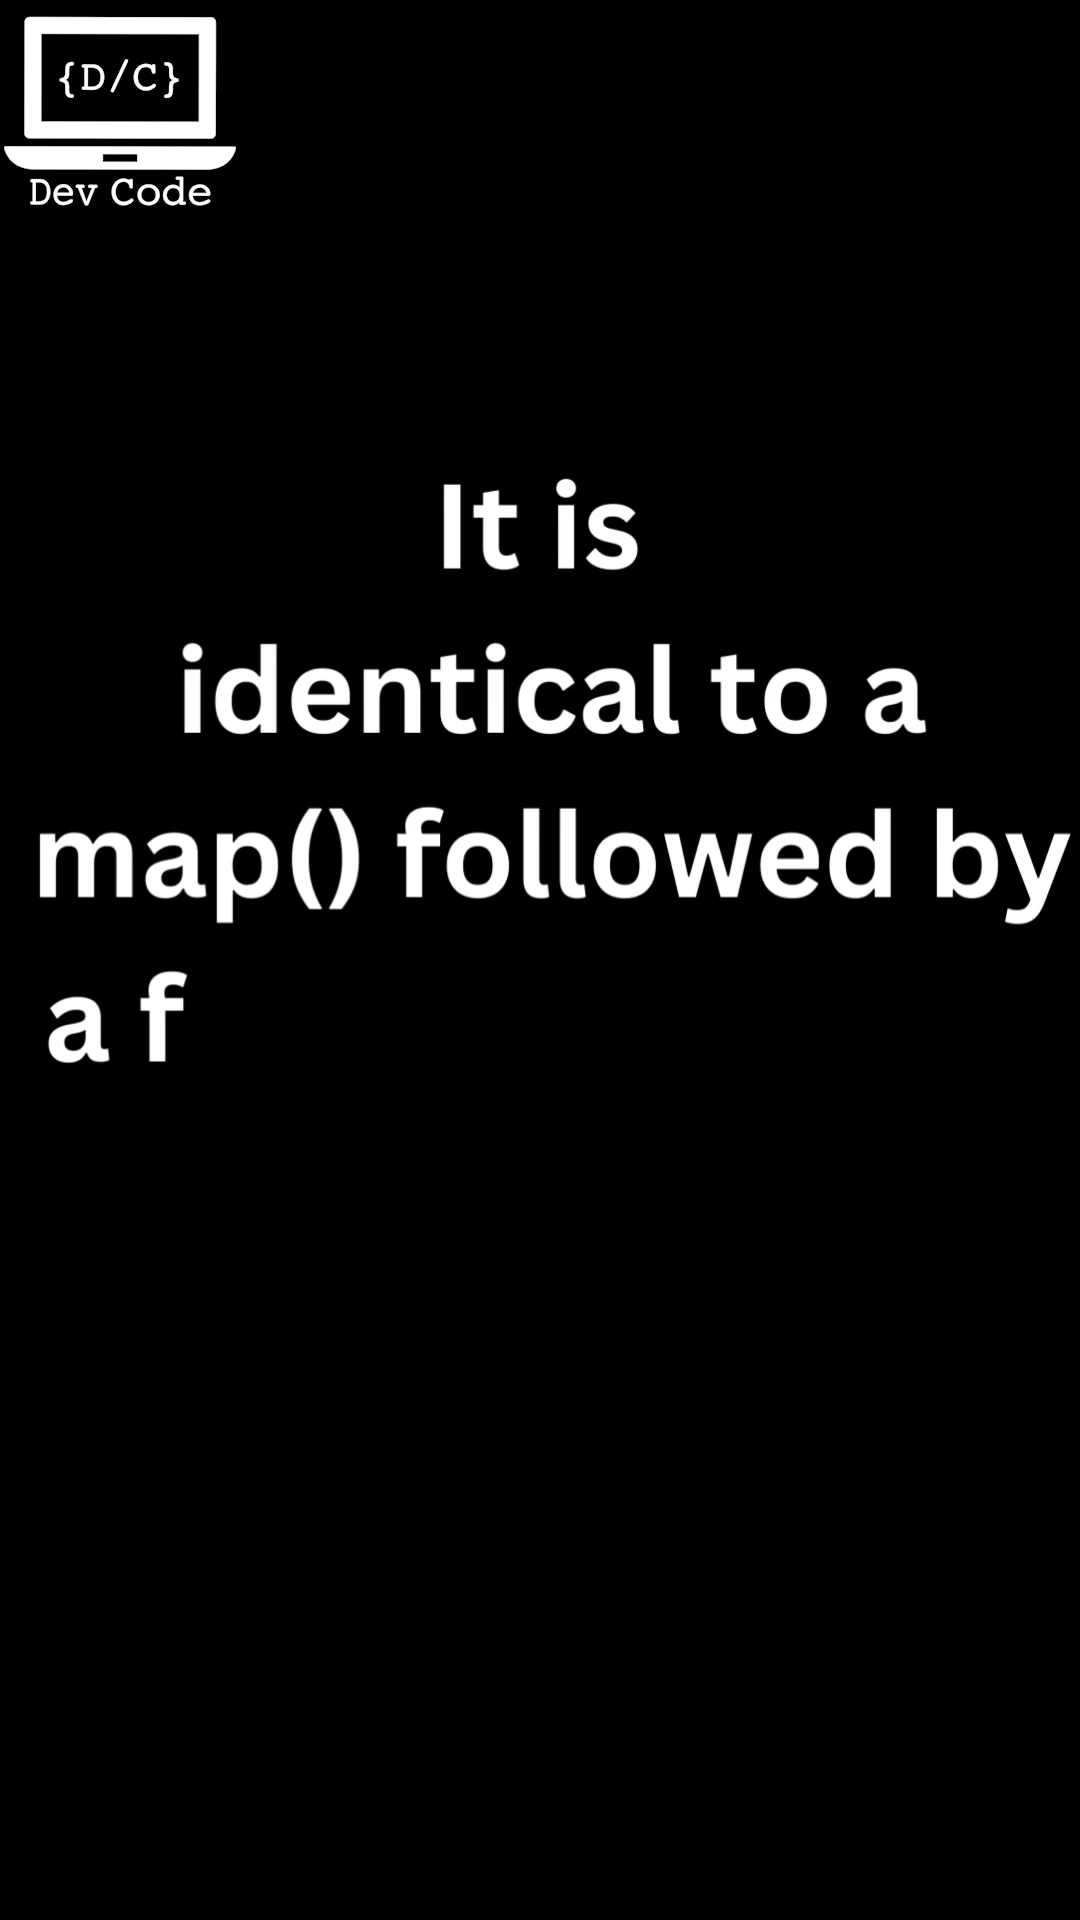 {D/C}
Dev Code
It is
identical to a
map() followed by
a f